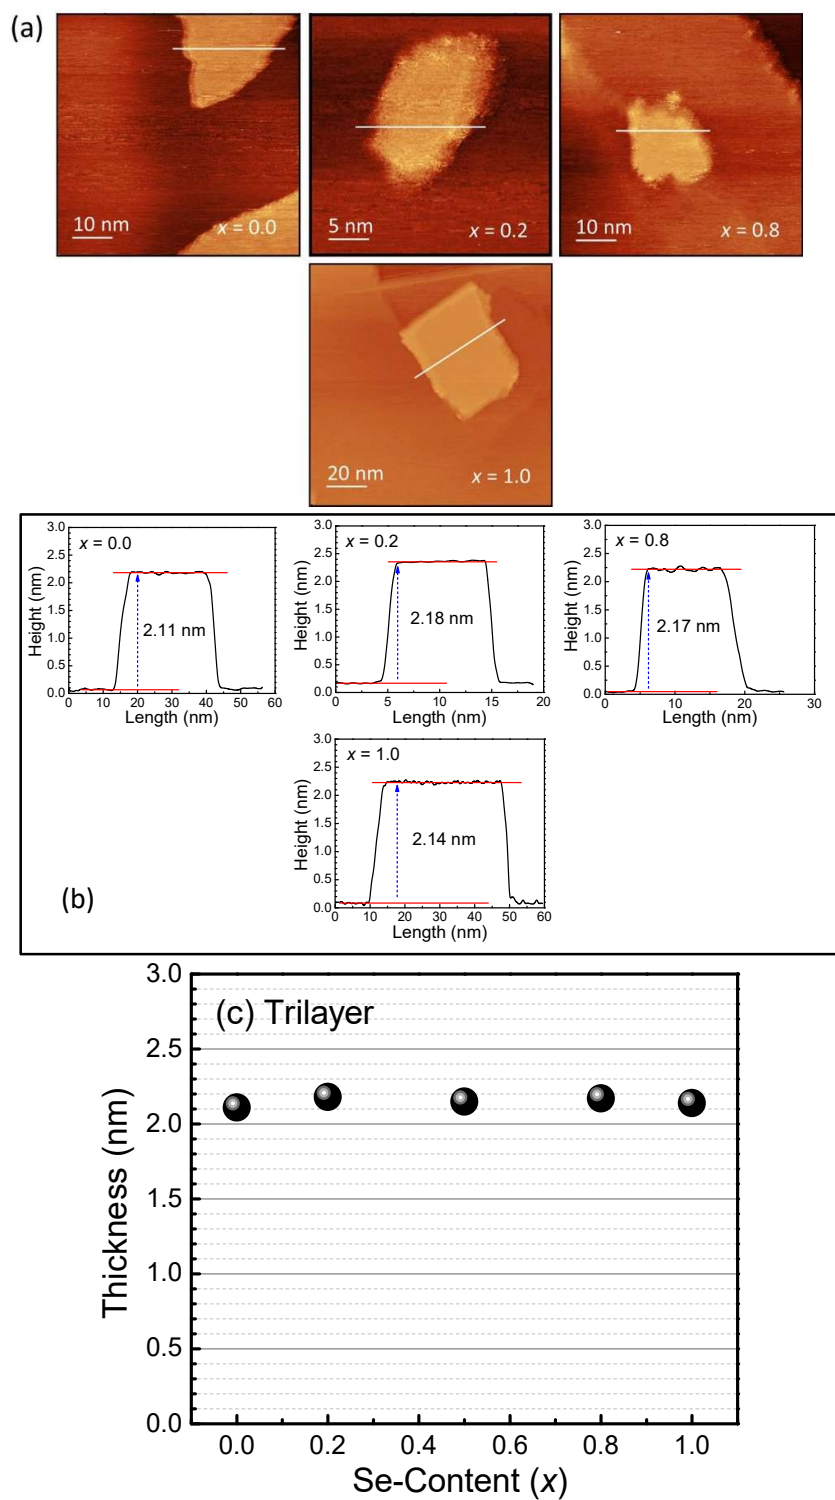 (a)
10 nm
x = 0.0
5 nm
x = 0.2
10 nm
x = 0.8
20 nm
x = 1.0
x = 0.0
3.0
2.5
2.0
1.5
1.0
0.5
0.0
Height (nm)
2.11 nm
0 10 20 30 40 50 60
Length (nm)
x = 0.2
3.0
2.5
2.0
1.5
1.0
0.5
0.0
Height (nm)
2.18 nm
0 5 10 15 20
Length (nm)
x = 0.8
3.0
2.5
2.0
1.5
1.0
0.5
0.0
Height (nm)
2.17 nm
0 10 20 30
Length (nm)
x = 1.0
3.0
2.5
2.0
1.5
1.0
0.5
0.0
Height (nm)
2.14 nm
0 10 20 30 40 50 60
Length (nm)
(b)
(c) Trilayer
3.0
2.5
2.0
1.5
1.0
0.5
0.0
Thickness (nm)
0.0 0.2 0.4 0.6 0.8 1.0
Se-Content (x)